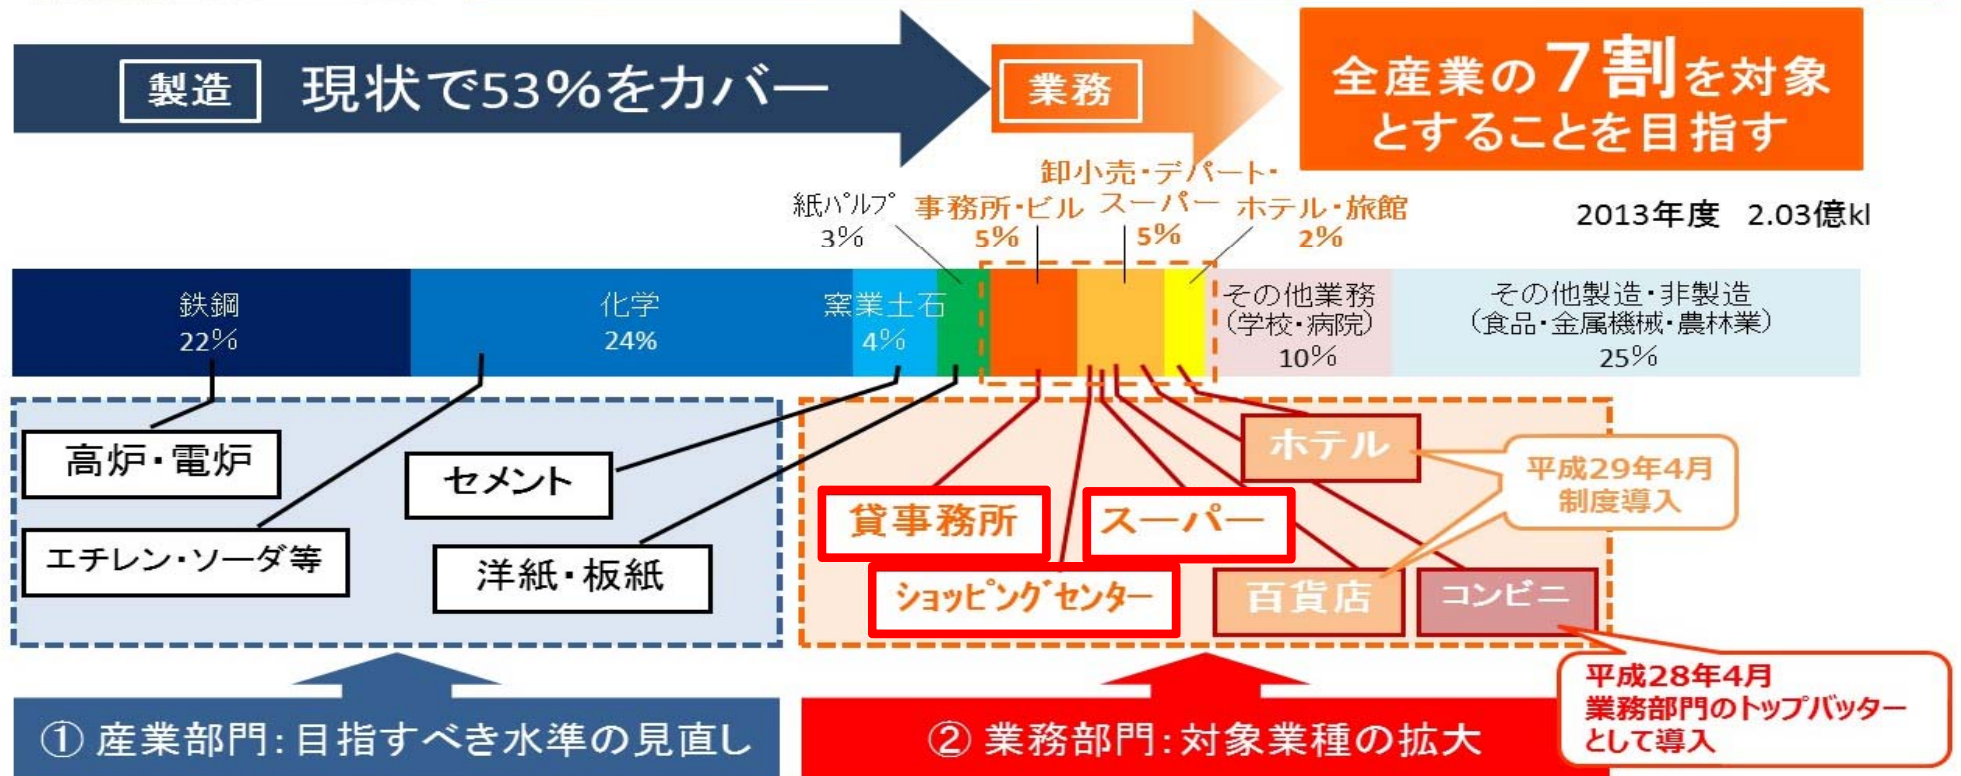 製造 現状で53%をカバー
業務
全産業の7割を対象
とすることを目指す
2013年度 2.03億kl
紙パルプ
3%
事務所・ビル
5%
卸小売・デパート・
スーパー
5%
ホテル・旅館
2%
鉄鋼
22%
化学
24%
窯業土石
4%
その他業務
(学校・病院)
10%
その他製造・非製造
(食品・金属機械・農林業)
25%
高炉・電炉
エチレン・ソーダ等
セメント
洋紙・板紙
貸事務所
スーパー
ショッピングセンター
ホテル
百貨店
コンビニ
平成29年4月
制度導入
平成28年4月
業務部門のトップバッター
として導入
① 産業部門:目指すべき水準の見直し
② 業務部門:対象業種の拡大